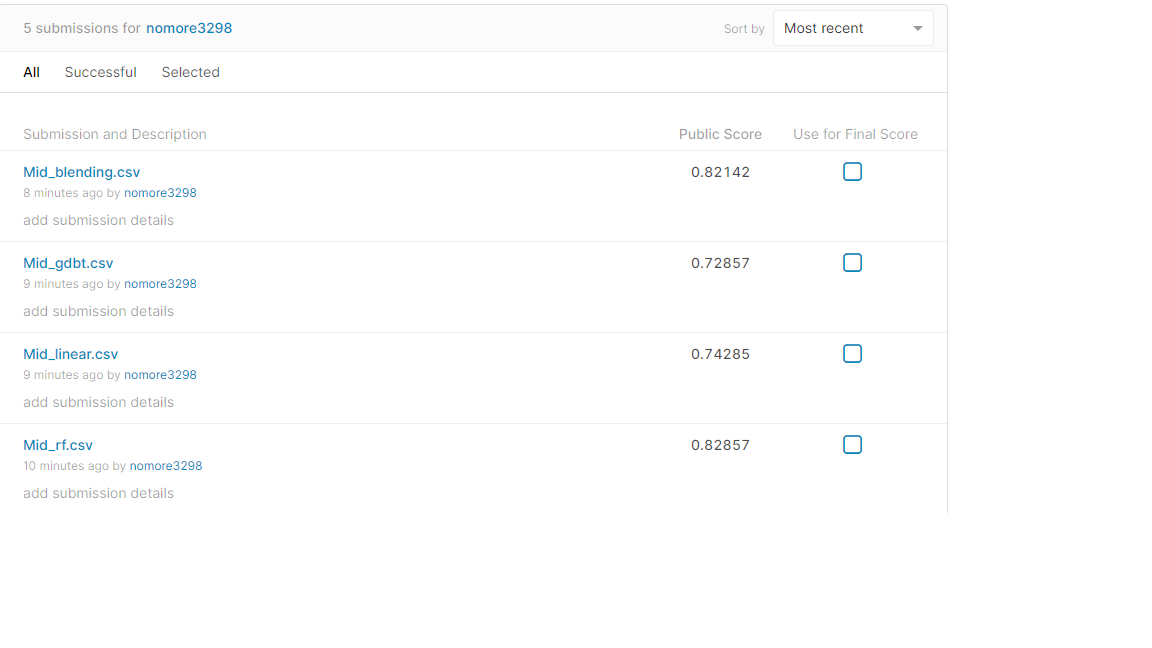 5 submissions for nomore3298 Sort by Most recent
All Successful Selected
Submission and Description Public Score Use for Final Score
Mid_blending.csv 0.82142
8 minutes ago by nomore3298
add submission details
Mid_gdbt.csv 0.72857
9 minutes ago by nomore3298
add submission details
Mid_linear.csv 0.74285
9 minutes ago by nomore3298
add submission details
Mid_rf.csv 0.82857
10 minutes ago by nomore3298
add submission details